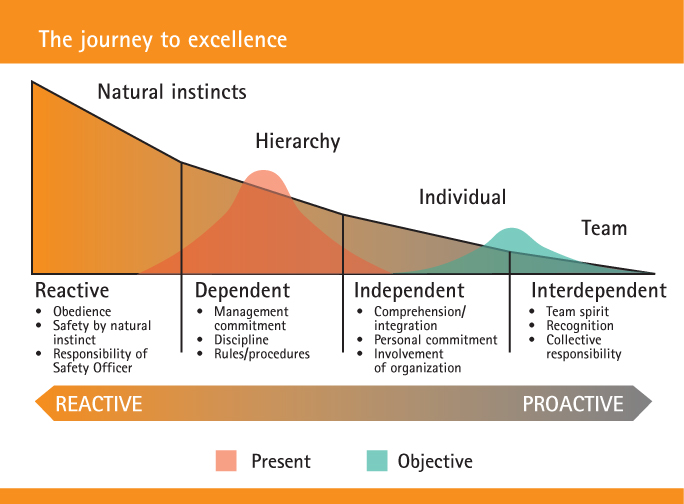 The journey to excellence
Natural instincts
Hierarchy
Individual
Team
Reactive
• Obedience
• Safety by natural
instinct
• Responsibility of
Safety Officer
Dependent
• Management
commitment
• Discipline
• Rules/procedures
Independent
• Comprehension/
integration
• Personal commitment
• Involvement
of organization
Interdependent
• Team spirit
• Recognition
• Collective
responsibility
REACTIVE
PROACTIVE
Present
Objective